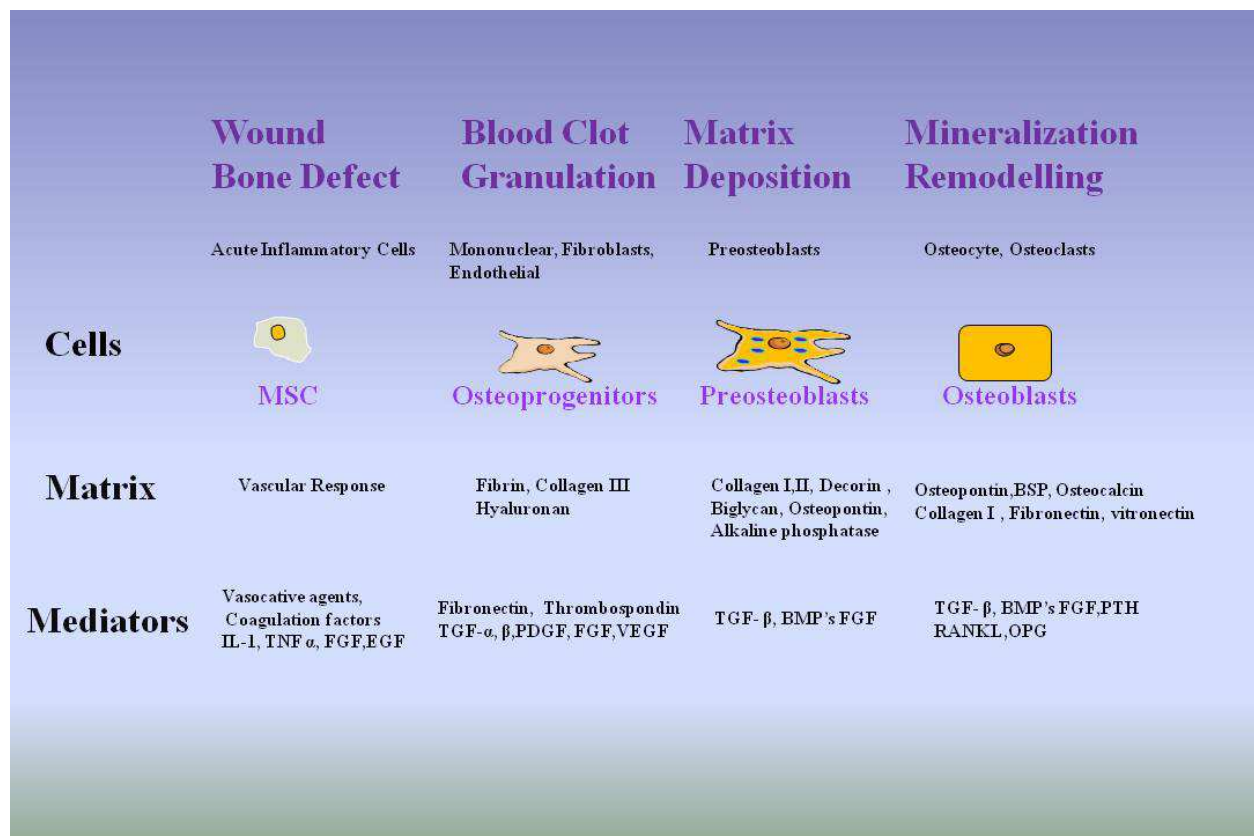 Wound
Bone Defect
Blood Clot
Granulation
Matrix
Deposition
Mineralization
Remodelling
Acute Inflammatory Cells
Mononuclear, Fibroblasts,
Endothelial
Preosteoblasts
Osteocyte, Osteoclasts
Cells
MSC
Osteoprogenitors
Preosteoblasts
Osteoblasts
Matrix
Vascular Response
Fibrin, Collagen III
Hyaluronan
Collagen I,II, Decorin ,
Biglycan, Osteopontin,
Alkaline phosphatase
Osteopontin,BSP, Osteocalcin
Collagen I , Fibronectin, vitronectin
Mediators
Vasocative agents,
Coagulation factors
IL-1, TNF α, FGF,EGF
Fibronectin, Thrombospondin
TGF-α, β,PDGF, FGF,VEGF
TGF- β, BMP's FGF
TGF- β, BMP's FGF,PTH
RANKL,OPG